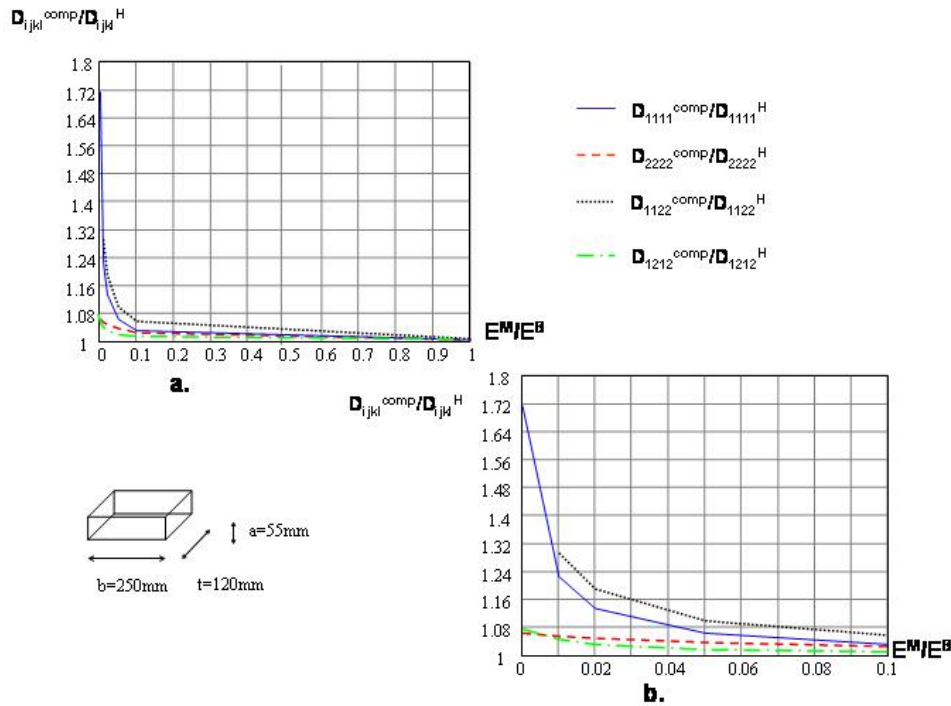 D_ijkl^comp/D_ijkl^H
1.8
1.72
1.64
1.56
1.48
1.4
1.32
1.24
1.16
1.08
1
0 0.1 0.2 0.3 0.4 0.5 0.6 0.7 0.8 0.9 1
E^M/E^B
a.
D_1111^comp/D_1111^H
D_2222^comp/D_2222^H
D_1122^comp/D_1122^H
D_1212^comp/D_1212^H
D_ijkl^comp/D_ijkl^H
1.8
1.72
1.64
1.56
1.48
1.4
1.32
1.24
1.16
1.08
1
0 0.02 0.04 0.06 0.08 0.1
E^M/E^B
b.
a=55mm
b=250mm t=120mm